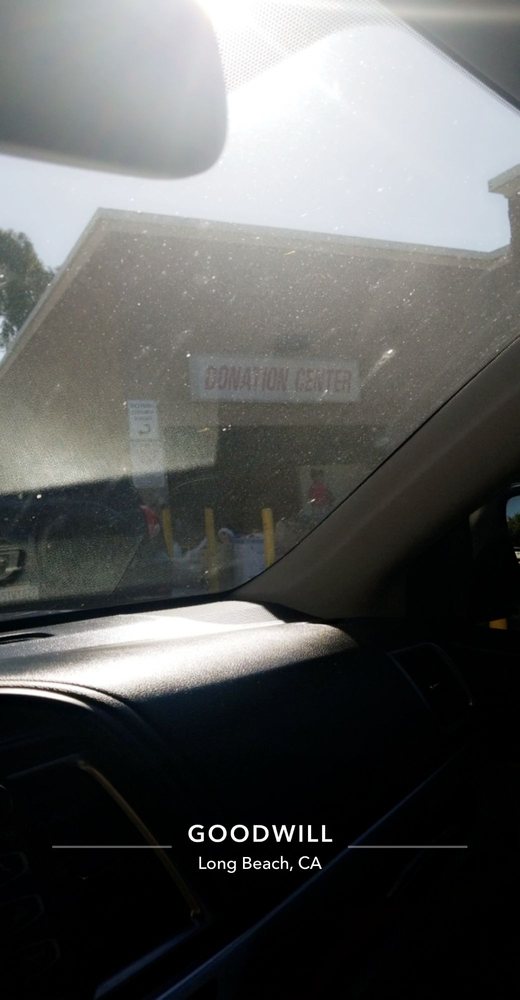 DONATION CENTER
GOODWILL
Long Beach, CA